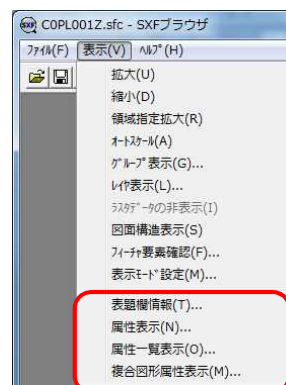 C0PL001Z.sfc - SXFブラウザ
ﾌｧｲﾙ(F) 表示(V) ﾍﾙﾌﾟ(H)
拡大(U)
縮小(D)
領域指定拡大(R)
ｵｰﾄｽｹｰﾙ(A)
ｸﾞﾙｰﾌﾟ表示(G)...
ﾚｲﾔ表示(L)...
ﾗｽﾀﾃﾞｰﾀの非表示(I)
図面構造表示(S)
ﾌｨｰﾁｬ要素確認(F)...
表示ﾓｰﾄﾞ設定(M)...
表題欄情報(T)...
属性表示(N)...
属性一覧表示(O)...
複合図形属性表示(M)...